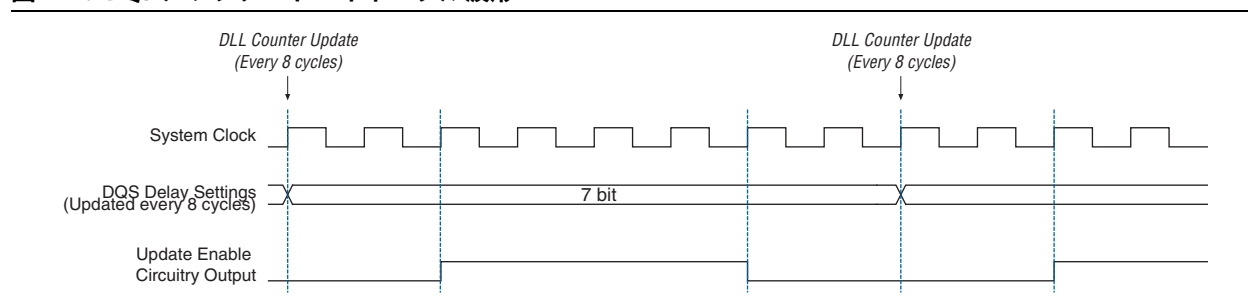 DLL Counter Update
(Every 8 cycles)
DLL Counter Update
(Every 8 cycles)
System Clock
DQS Delay Settings
(Updated every 8 cycles)
7 bit
Update Enable
Circuitry Output